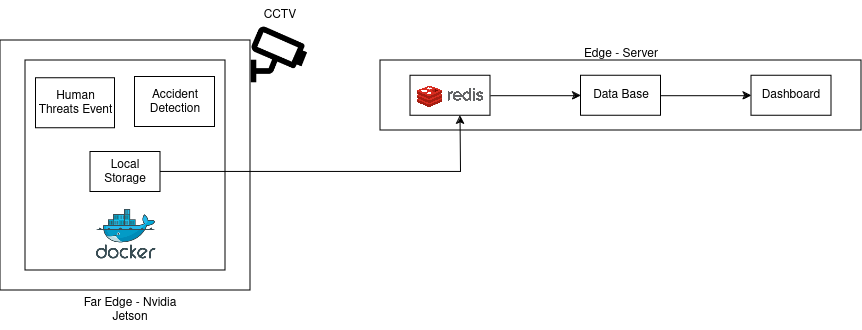 CCTV
Edge - Server
Human
Threats Event
Accident
Detection
redis
Data Base
Dashboard
Local
Storage
docker
Far Edge - Nvidia
Jetson